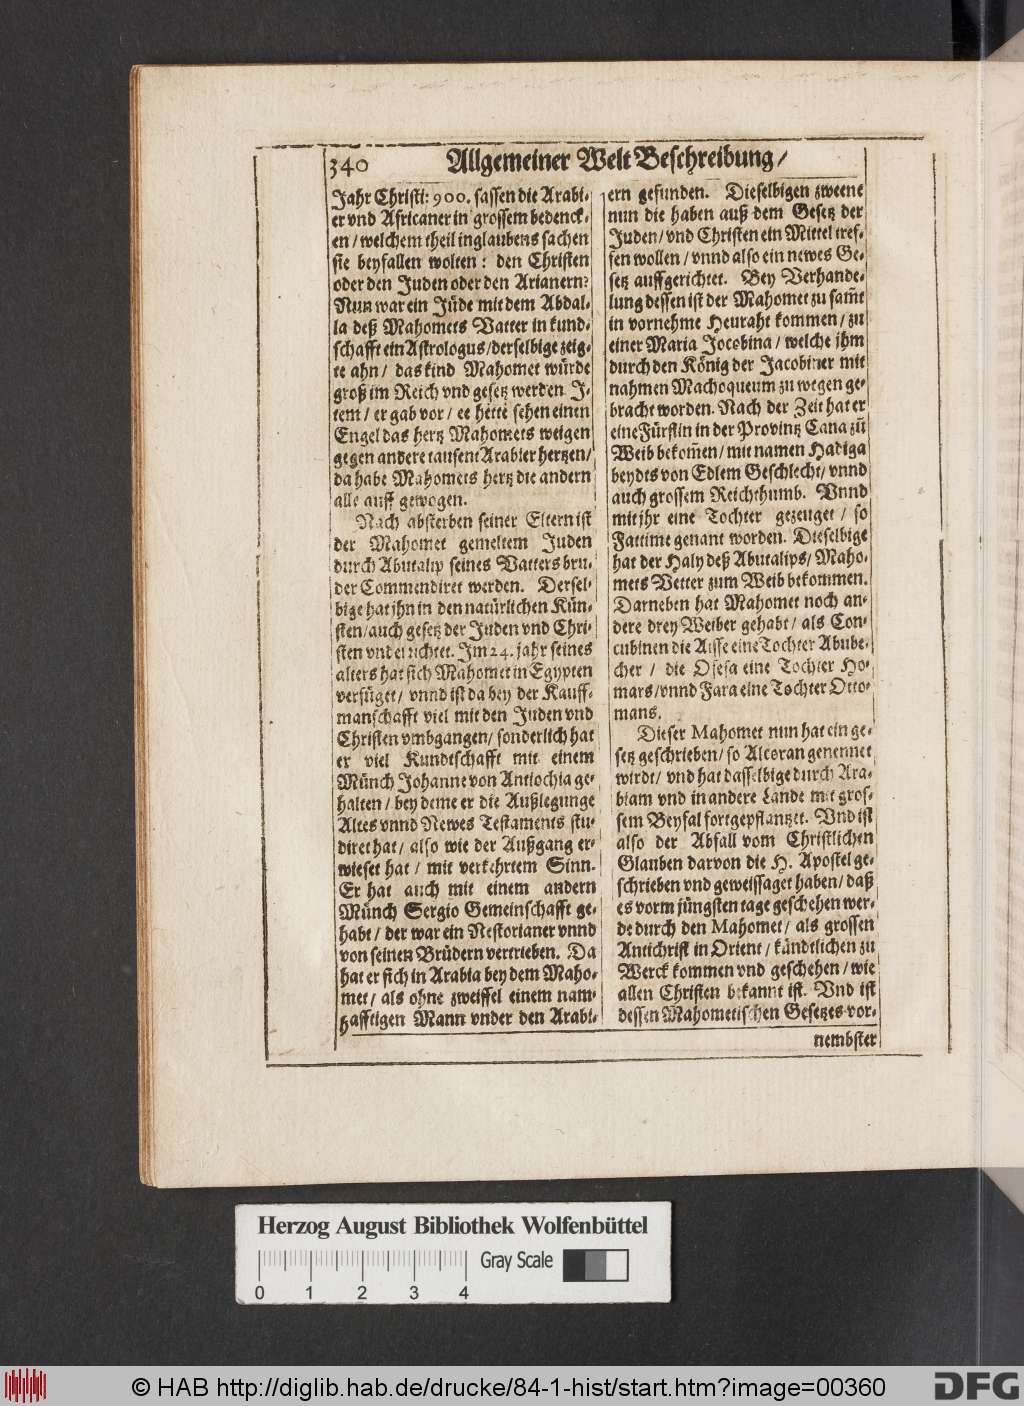 340
Allgemeiner Welt Beschreibung/
Jahr Christi: 900. sassen die Arabi-
er vnd Africaner in grossem bedenck-
en / welchem theil in glaubens sachen
sie beyfallen wolten : den Christen
oder den Juden oder den Arianern?
Nun war ein Jüde mit dem Abdal-
la deß Mahomets Vatter in kund-
schafft ein Astrologus / derselbige zeig-
te ahn / das kind Mahomet würde
groß im Reich vnd gesetz werden J-
tem / er gab vor / er hette sehen einen
Engel das hertz Mahomets weigen
gegen andere tausent Arabier hertzen /
da habe Mahomets hertz die andern
alle auff gewogen.
Nach absterben seiner Eltern ist
der Mahomet gemeltem Juden
durch Abutalip seines Vatters bru-
der Commendiret werden. Dersel-
bige hat jhn in den natürlichen Kün-
sten / auch gesetz der Juden vnd Chri-
sten vnterrichtet. Im 24. jahr seines
alters hat sich Mahomet in Egypten
verfüget / vnnd ist da bey der Kauff-
manschafft viel mit den Juden vnd
Christen vmbgangen / sonderlich hat
er viel Kundtschafft mit einem
Münch Johanne von Antiochia ge-
halten / bey deme er die Außlegunge
Altes vnnd Newes Testaments stu-
diret hat / also wie der Außgang er-
wieset hat / mit verkehrtem Sinn.
Er hat auch mit einem andern
Münch Sergio Gemeinschafft ge-
habt / der war ein Nestorianer vnnd
von seinen Brüdern vertrieben. Da
hat er sich in Arabia bey dem Maho-
met / als ohne zweiffel einem nam-
hafftigen Mann vnder den Arabi-
ern gefunden. Dieselbigen zweene
nun die haben auß dem Gesetz der
Juden / vnd Christen ein Mittel tref-
fen wollen / vnnd also ein newes Ge-
setz auffgerichtet. Bey Verhande-
lung dessen ist der Mahomet zu sam̃t
in vornehme Heuraht kommen / zu
einer Maria Jocobina / welche jhm
durch den König der Jacobiner mit
nahmen Machoqueum zu wegen ge-
bracht worden. Nach der Zeit hat er
eine Fürstin in der Provintz Cana zũ
Weib bekom̃en / mit namen Hadiga
beydts von Edlem Geschlecht / vnnd
auch grossem Reichthumb. Vnnd
mit jhr eine Tochter gezeuget / so
Fattime genant worden. Dieselbige
hat der Haly deß Abutalips / Maho-
mets Vetter zum Weib bekommen.
Darneben hat Mahomet noch an-
dere drey Weiber gehabt / als Con-
cubinen die Aisse eine Tochter Abube-
cher / die Ofesa eine Tochter Ho-
mars / vnnd Fara eine Tochter Otto-
mans.
Dieser Mahomet nun hat ein ge-
setz geschrieben / so Alcoran genennet
wirdt / vnd hat dasselbige durch Ara-
biam vnd in andere Lande mit gros-
sem Beyfal fortgepflantzet. Vnd ist
also der Abfall vom Christlichen
Glauben darvon die H. Apostel ge-
schrieben vnd geweissaget haben / daß
es vorm jüngsten tage geschehen wer-
de durch den Mahomet / als grossen
Antichrist in Orient / kündtlichen zu
Werck kommen vnd geschehen / wie
allen Christen bekannt ist. Vnd ist
dessen Mahometischen Gesetzes vor-
nembster
Herzog August Bibliothek Wolfenbüttel
Gray Scale
0 1 2 3 4
© HAB http://diglib.hab.de/drucke/84-1-hist/start.htm?image=00360
DFG